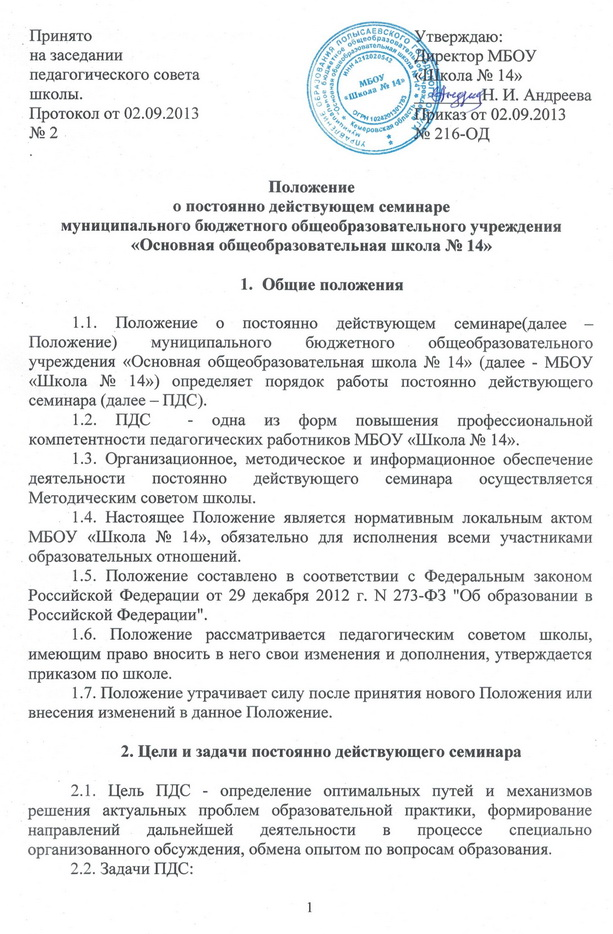 Принято
на заседании
педагогического совета
школы.
Протокол от 02.09.2013
№ 2
.
Утверждаю:
Директор МБОУ
«Школа № 14»
Н. И. Андреева
Приказ от 02.09.2013
№ 216-ОД
МБОУ
«Школа № 14»
Положение
о постоянно действующем семинаре
муниципального бюджетного общеобразовательного учреждения
«Основная общеобразовательная школа № 14»
1. Общие положения
1.1. Положение о постоянно действующем семинаре(далее –
Положение) муниципального бюджетного общеобразовательного
учреждения «Основная общеобразовательная школа № 14» (далее - МБОУ
«Школа № 14») определяет порядок работы постоянно действующего
семинара (далее – ПДС).
1.2. ПДС - одна из форм повышения профессиональной
компетентности педагогических работников МБОУ «Школа № 14».
1.3. Организационное, методическое и информационное обеспечение
деятельности постоянно действующего семинара осуществляется
Методическим советом школы.
1.4. Настоящее Положение является нормативным локальным актом
МБОУ «Школа № 14», обязательно для исполнения всеми участниками
образовательных отношений.
1.5. Положение составлено в соответствии с Федеральным законом
Российской Федерации от 29 декабря 2012 г. N 273-ФЗ "Об образовании в
Российской Федерации".
1.6. Положение рассматривается педагогическим советом школы,
имеющим право вносить в него свои изменения и дополнения, утверждается
приказом по школе.
1.7. Положение утрачивает силу после принятия нового Положения или
внесения изменений в данное Положение.
2. Цели и задачи постоянно действующего семинара
2.1. Цель ПДС - определение оптимальных путей и механизмов
решения актуальных проблем образовательной практики, формирование
направлений дальнейшей деятельности в процессе специально
организованного обсуждения, обмена опытом по вопросам образования.
2.2. Задачи ПДС:
1